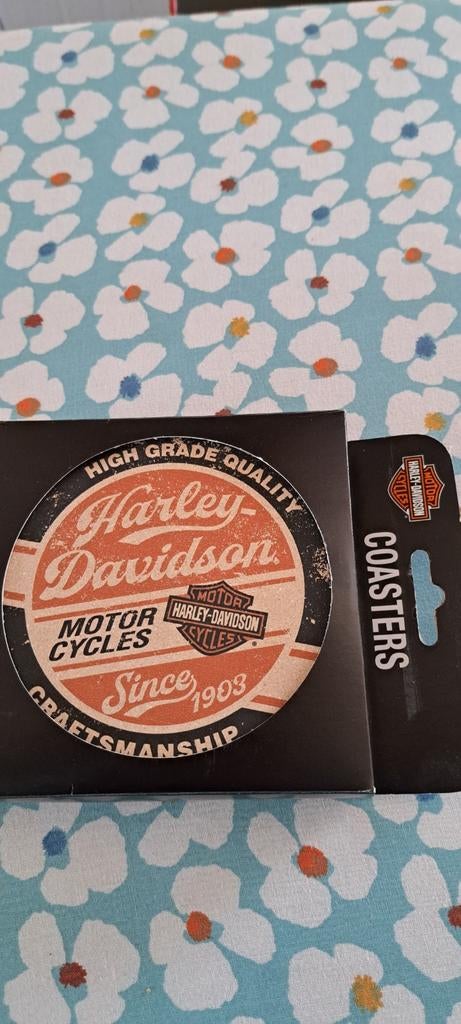 HIGH GRADE QUALITY
Harley-
Davidson
MOTOR
CYCLES
MOTOR
HARLEY-DAVIDSON
CYCLES
®
Since 1903
CRAFTSMANSHIP
MOTOR
HARLEY-DAVIDSON
CYCLES
COASTERS